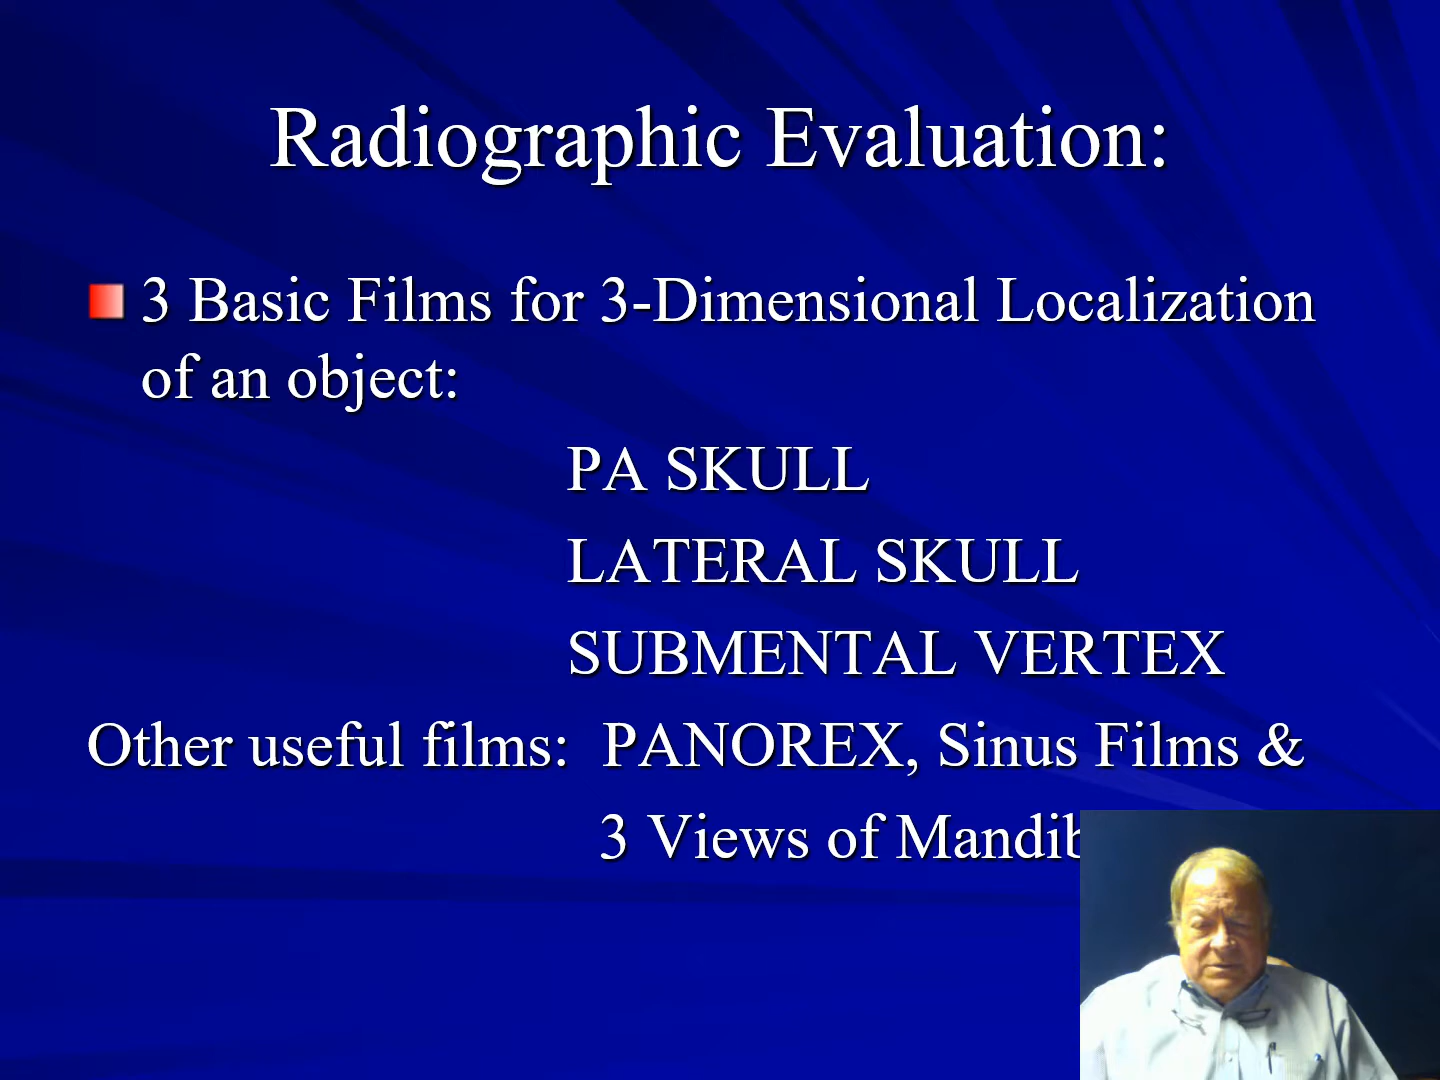 Radiographic Evaluation:
3 Basic Films for 3-Dimensional Localization
of an object:
PA SKULL
LATERAL SKULL
SUBMENTAL VERTEX
Other useful films: PANOREX, Sinus Films &
3 Views of